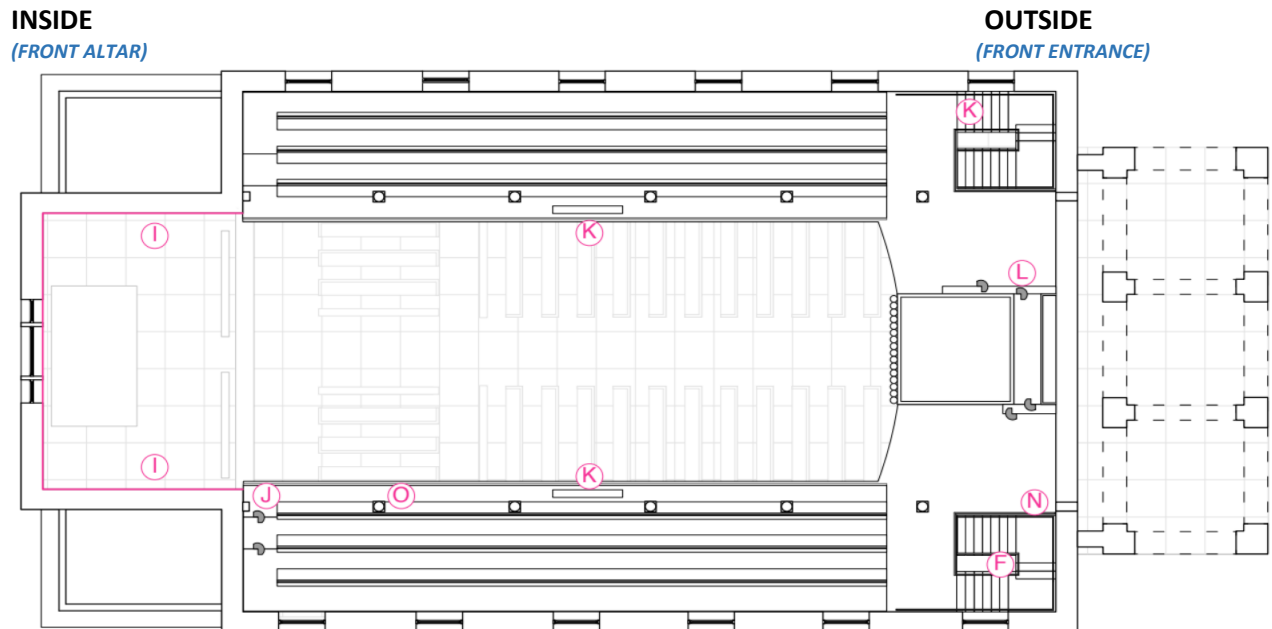 INSIDE
(FRONT ALTAR)
OUTSIDE
(FRONT ENTRANCE)
K
I
K
L
I
K
J
O
N
F